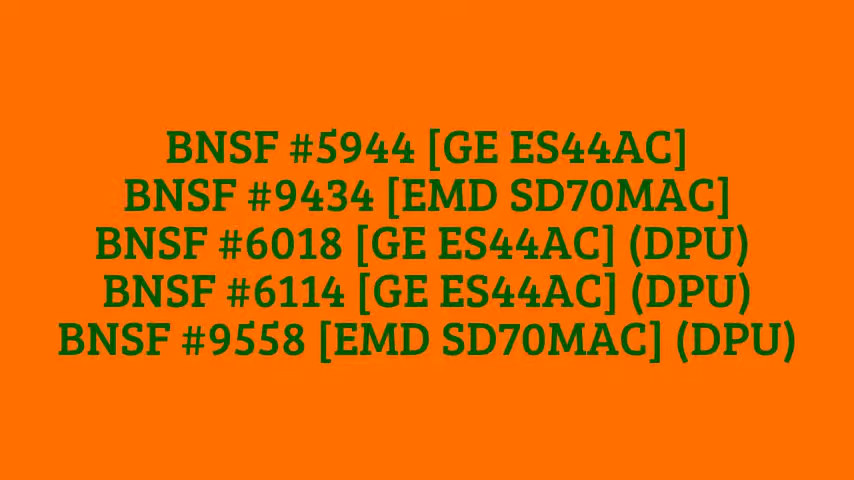 BNSF #5944 [GE ES44AC]
BNSF #9434 [EMD SD70MAC]
BNSF #6018 [GE ES44AC] (DPU)
BNSF #6114 [GE ES44AC] (DPU)
BNSF #9558 [EMD SD70MAC] (DPU)